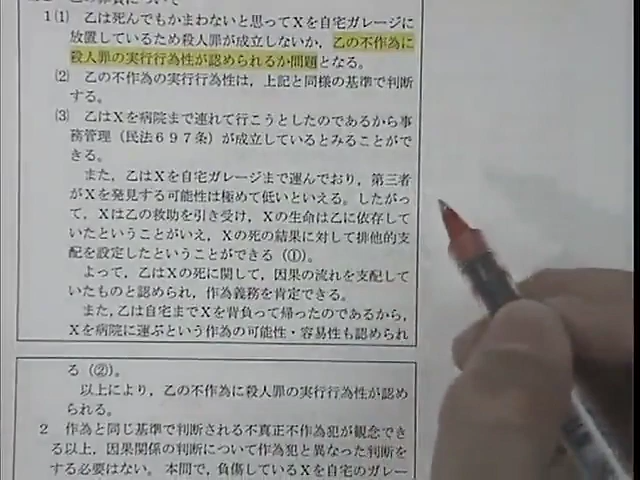 1⑴ 乙は死んでもかまわないと思ってXを自宅ガレージに
放置しているため殺人罪が成立しないか，乙の不作為に
殺人罪の実行行為性が認められるか問題となる。
⑵ 乙の不作為の実行行為性は，上記と同様の基準で判断
する。
⑶ 乙はXを病院まで連れて行こうとしたのであるから事
務管理（民法６９７条）が成立しているとみることがで
きる。
また，乙はXを自宅ガレージまで運んでおり，第三者
がXを発見する可能性は極めて低いといえる。したがっ
て，Xは乙の救助を引き受け，Xの生命は乙に依存して
いたということがいえ，Xの死の結果に対して排他的支
配を設定したということができる（①）。
よって，乙はXの死に関して，因果の流れを支配して
いたものと認められ，作為義務を肯定できる。
また，乙は自宅までXを背負って帰ったのであるから，
Xを病院に運ぶという作為の可能性・容易性も認められ
る（②）。
以上により，乙の不作為に殺人罪の実行行為性が認め
られる。
2 作為と同じ基準で判断される不真正不作為犯が観念でき
る以上，因果関係の判断について作為犯と異なった判断を
する必要はない。本問で，負傷しているXを自宅のガレー